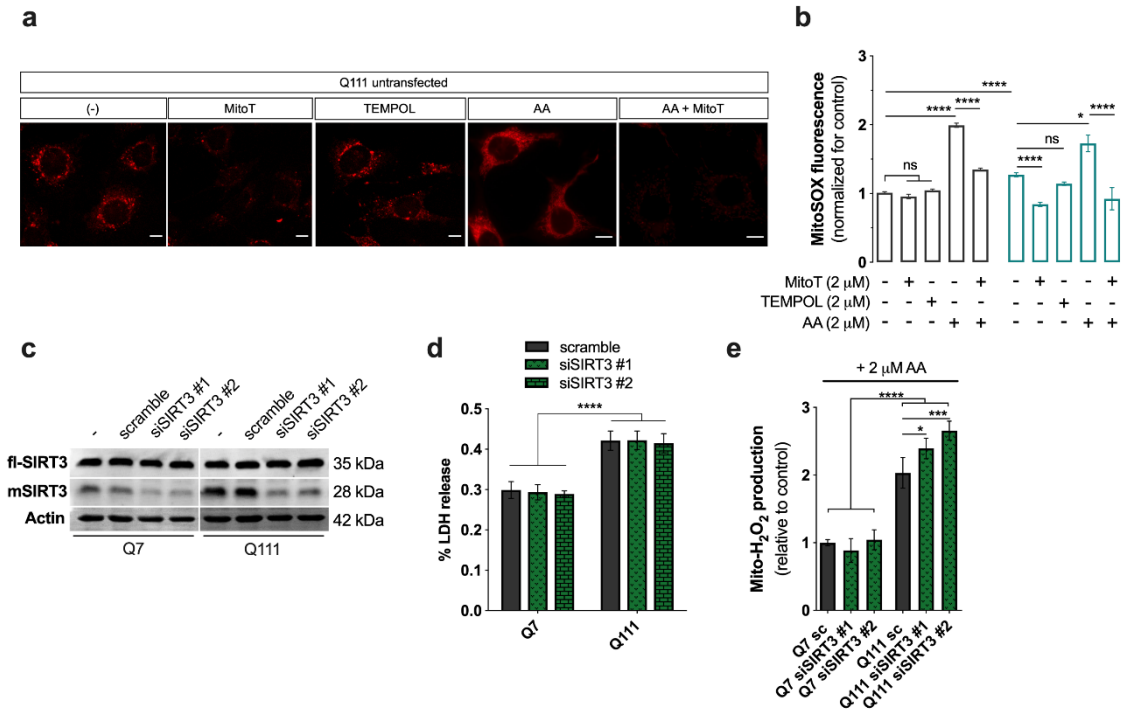 a
Q111 untransfected
(-) MitoT TEMPOL AA AA + MitoT
b
MitoSOX fluorescence
(normalized for control)
3
2
1
0
ns
****
****
****
****
ns
*
****
MitoT (2 μM) - + - - + - + - - +
TEMPOL (2 μM) - - + - - - - + - -
AA (2 μM) - - - + + - - - + +
c
- scramble siSIRT3 #1 siSIRT3 #2 - scramble siSIRT3 #1 siSIRT3 #2
fl-SIRT3 35 kDa
mSIRT3 28 kDa
Actin 42 kDa
Q7 Q111
d
scramble
siSIRT3 #1
siSIRT3 #2
% LDH release
0.5
0.4
0.3
0.2
0.1
0.0
****
Q7 Q111
e
+ 2 μM AA
Mito-H2O2 production
(relative to control)
3
2
1
0
****
***
*
Q7 sc
Q7 siSIRT3 #1
Q7 siSIRT3 #2
Q111 sc
Q111 siSIRT3 #1
Q111 siSIRT3 #2